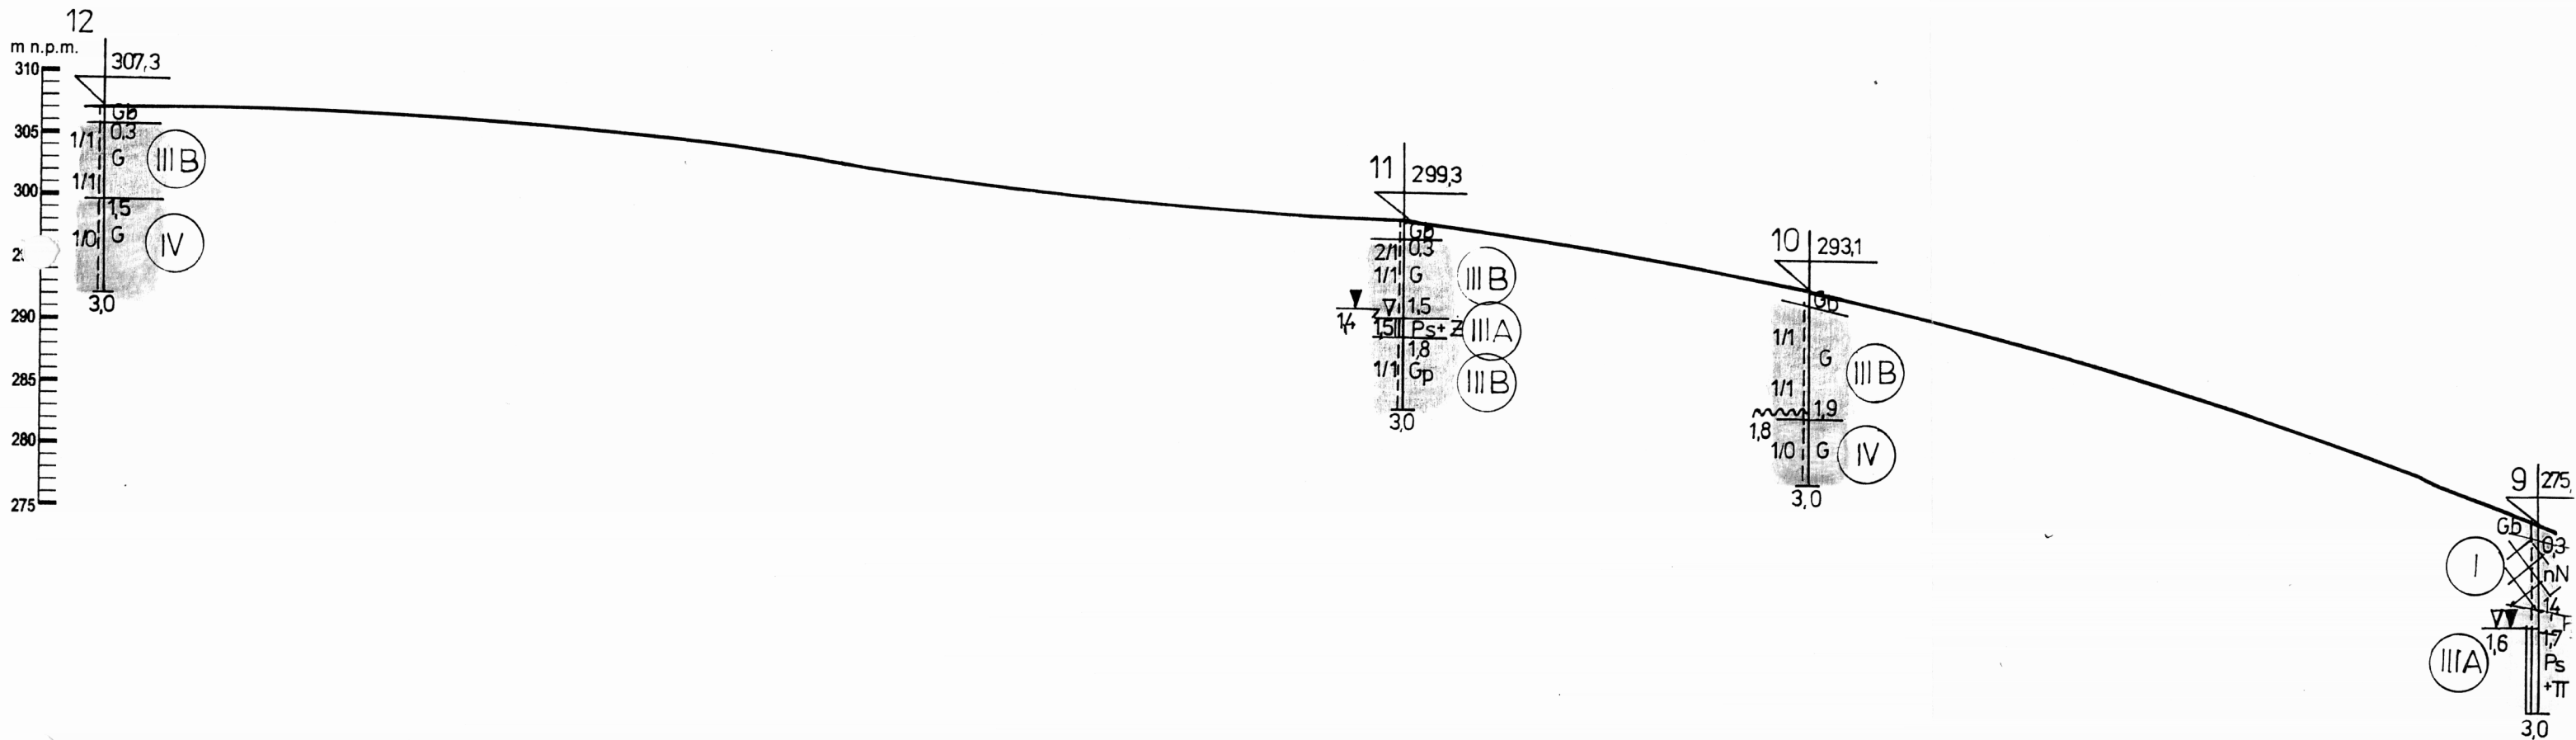 12
m n.p.m.
310
305
300
290
285
280
275
307,3
Gb
0,3
1/1
G
III B
1/1
1,5
1/0
G
IV
3,0
11
299,3
Gb
0,3
2/1
1/1
G
III B
1,5
1,4
1,5
Ps+Ż
III A
1,8
1/1
Gp
III B
3,0
10
293,1
Gb
1/1
G
III B
1/1
1,9
1,8
1/0
G
IV
3,0
9
275,
Gb
0,3
I
nN
1,4
1,7
1,6
III A
Ps
+π
3,0